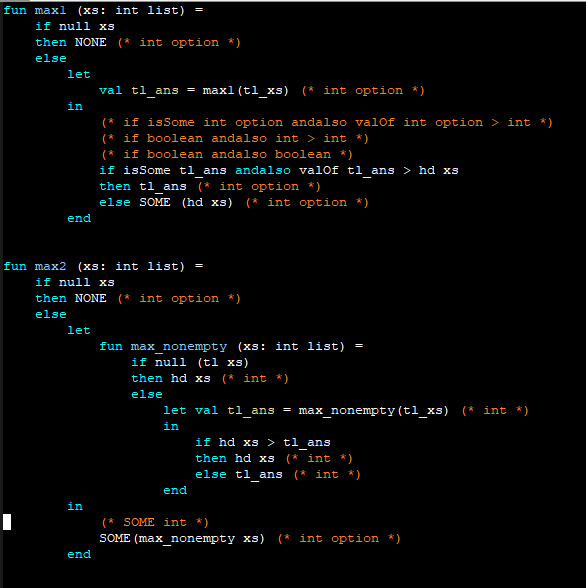 fun max1 (xs: int list) =
if null xs
then NONE (* int option *)
else
let
val tl_ans = max1(tl_xs) (* int option *)
in
(* if isSome int option andalso valOf int option > int *)
(* if boolean andalso int > int *)
(* if boolean andalso boolean *)
if isSome tl_ans andalso valOf tl_ans > hd xs
then tl_ans (* int option *)
else SOME (hd xs) (* int option *)
end
fun max2 (xs: int list) =
if null xs
then NONE (* int option *)
else
let
fun max_nonempty (xs: int list) =
if null (tl xs)
then hd xs (* int *)
else
let val tl_ans = max_nonempty(tl_xs) (* int *)
in
if hd xs > tl_ans
then hd xs (* int *)
else tl_ans (* int *)
end
in
(* SOME int *)
SOME(max_nonempty xs) (* int option *)
end